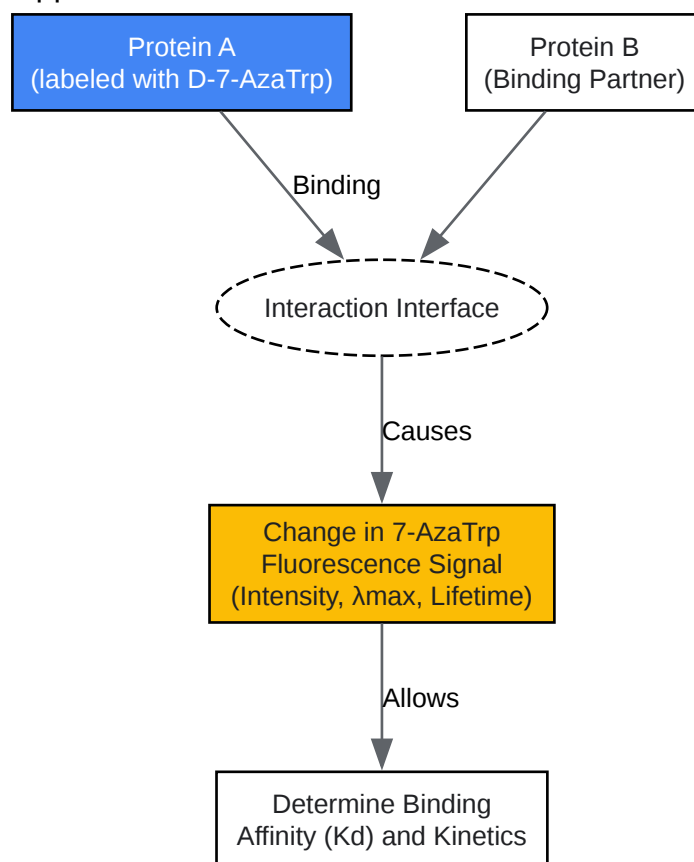 Protein A
(labeled with D-7-AzaTrp)
Protein B
(Binding Partner)
Binding
Interaction Interface
Causes
Change in 7-AzaTrp
Fluorescence Signal
(Intensity, λmax, Lifetime)
Allows
Determine Binding
Affinity (Kd) and Kinetics